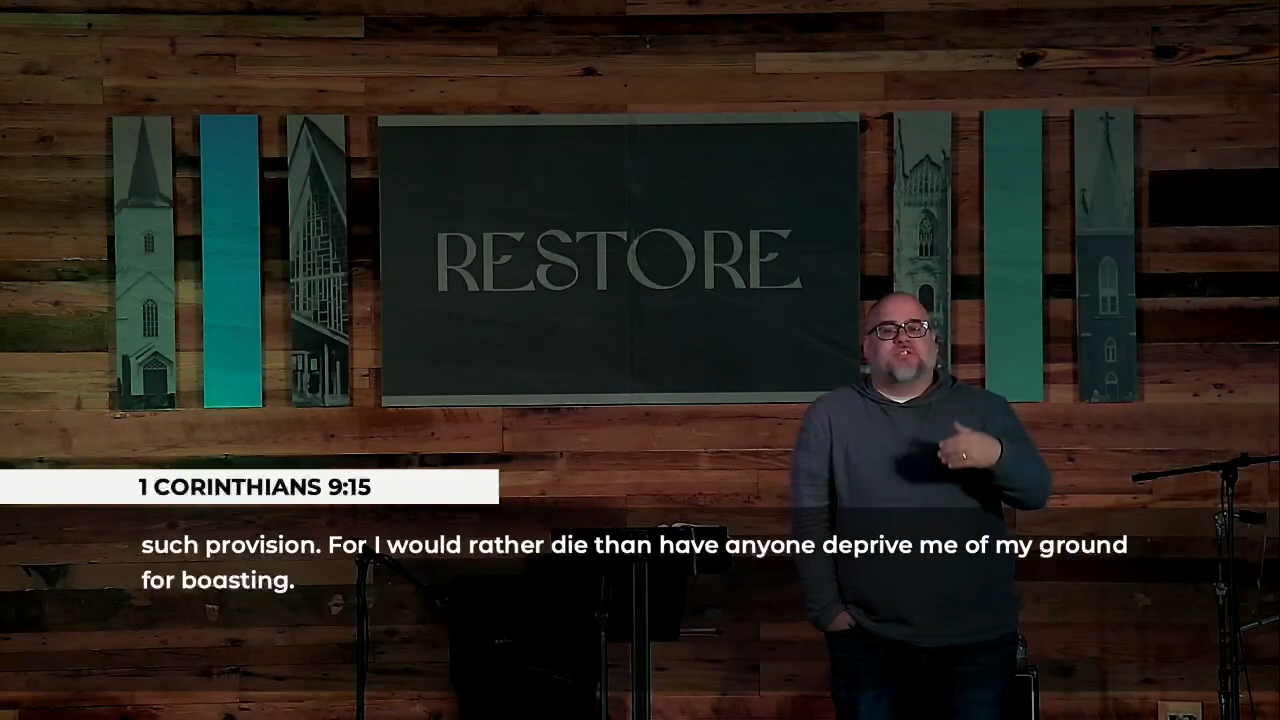 RESTORE
1 CORINTHIANS 9:15
such provision. For I would rather die than have anyone deprive me of my ground
for boasting.